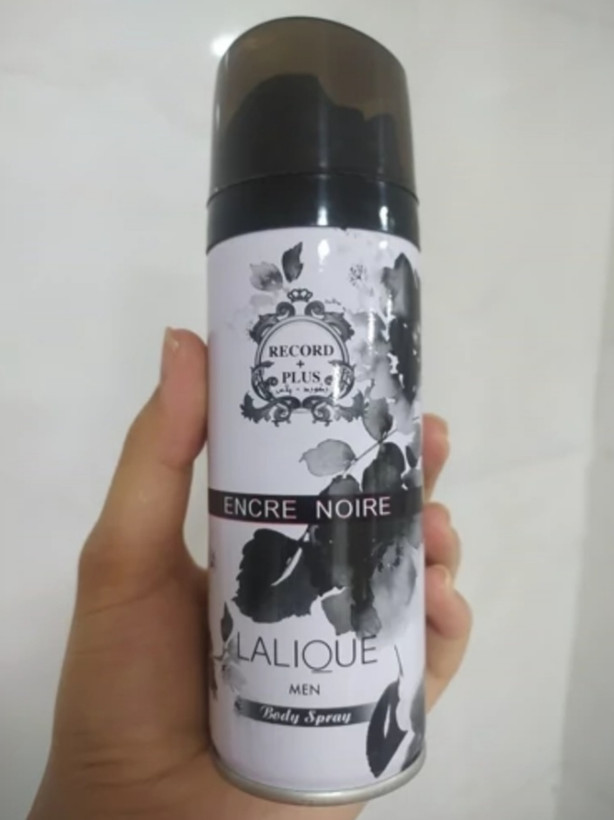 RECORD
+
PLUS
ENCRE NOIRE
LALIQUE
MEN
Body Spray